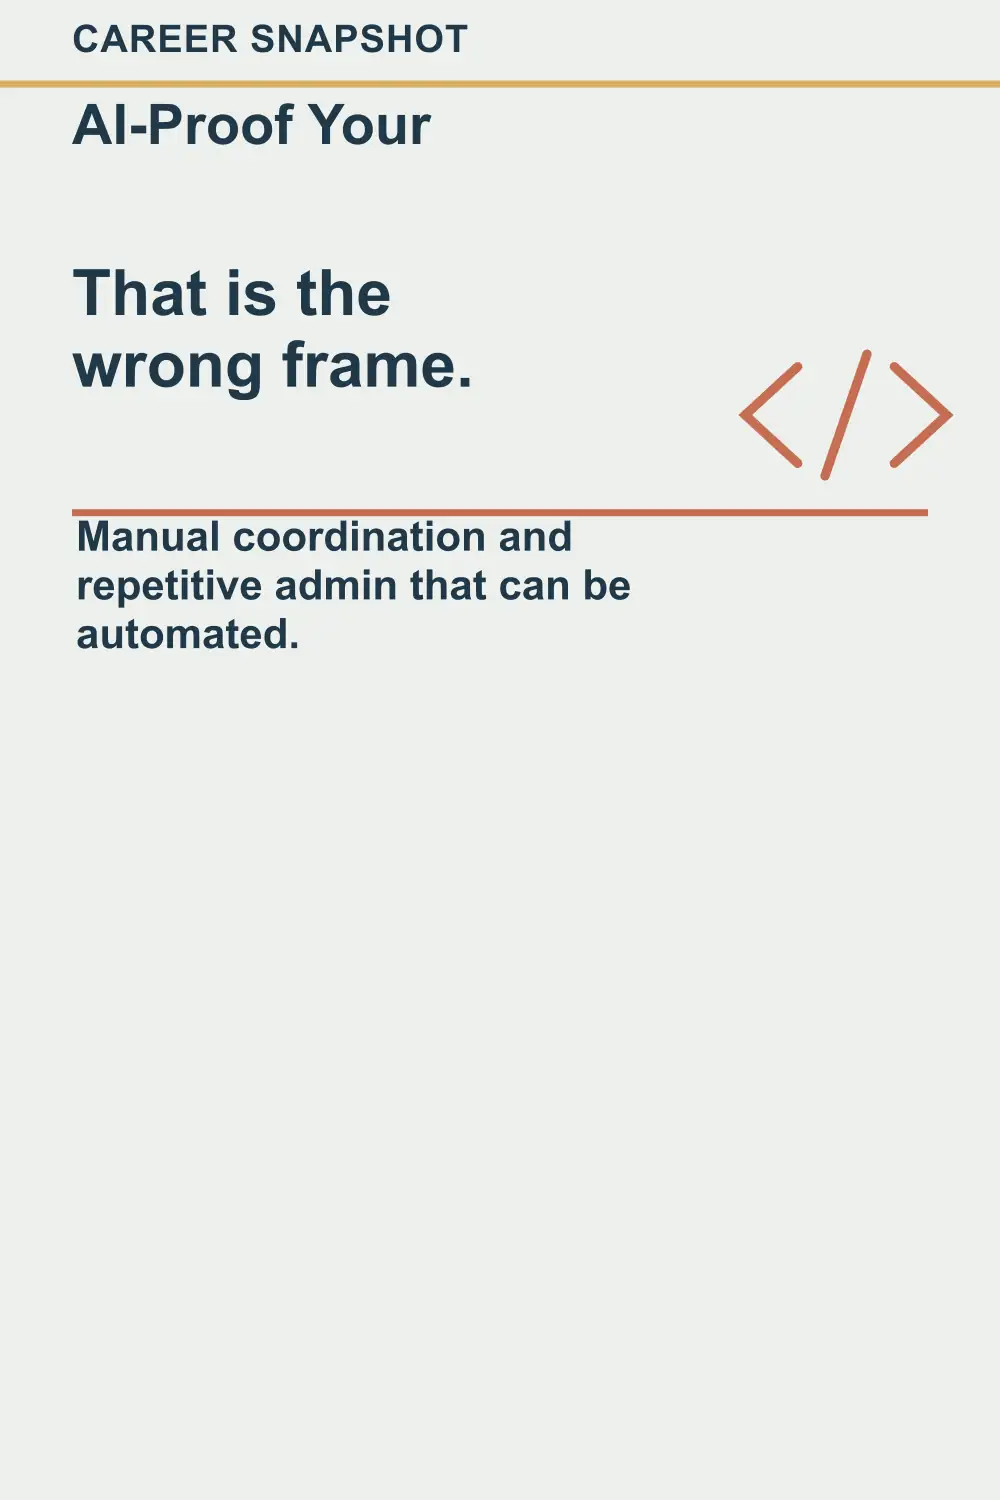 CAREER SNAPSHOT
AI-Proof Your
That is the
wrong frame.
</>
Manual coordination and
repetitive admin that can be
automated.